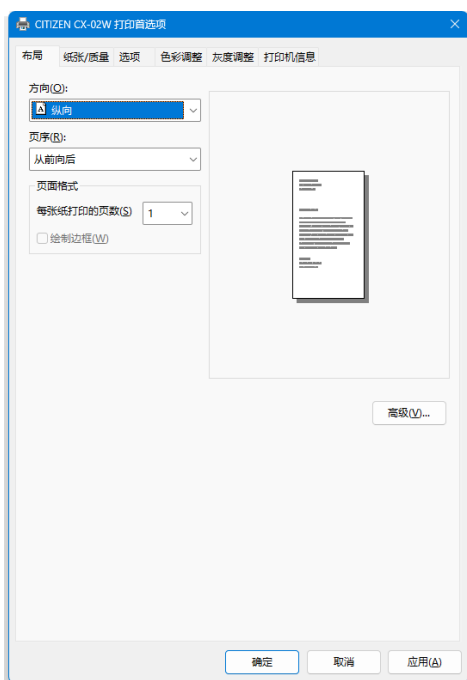 CITIZEN CX-02W 打印首选项
布局 纸张/质量 选项 色彩调整 灰度调整 打印机信息
方向(O):
A 纵向
页序(R):
从前向后
页面格式
每张纸打印的页数(S) 1
绘制边框(W)
高级(V)...
确定 取消 应用(A)